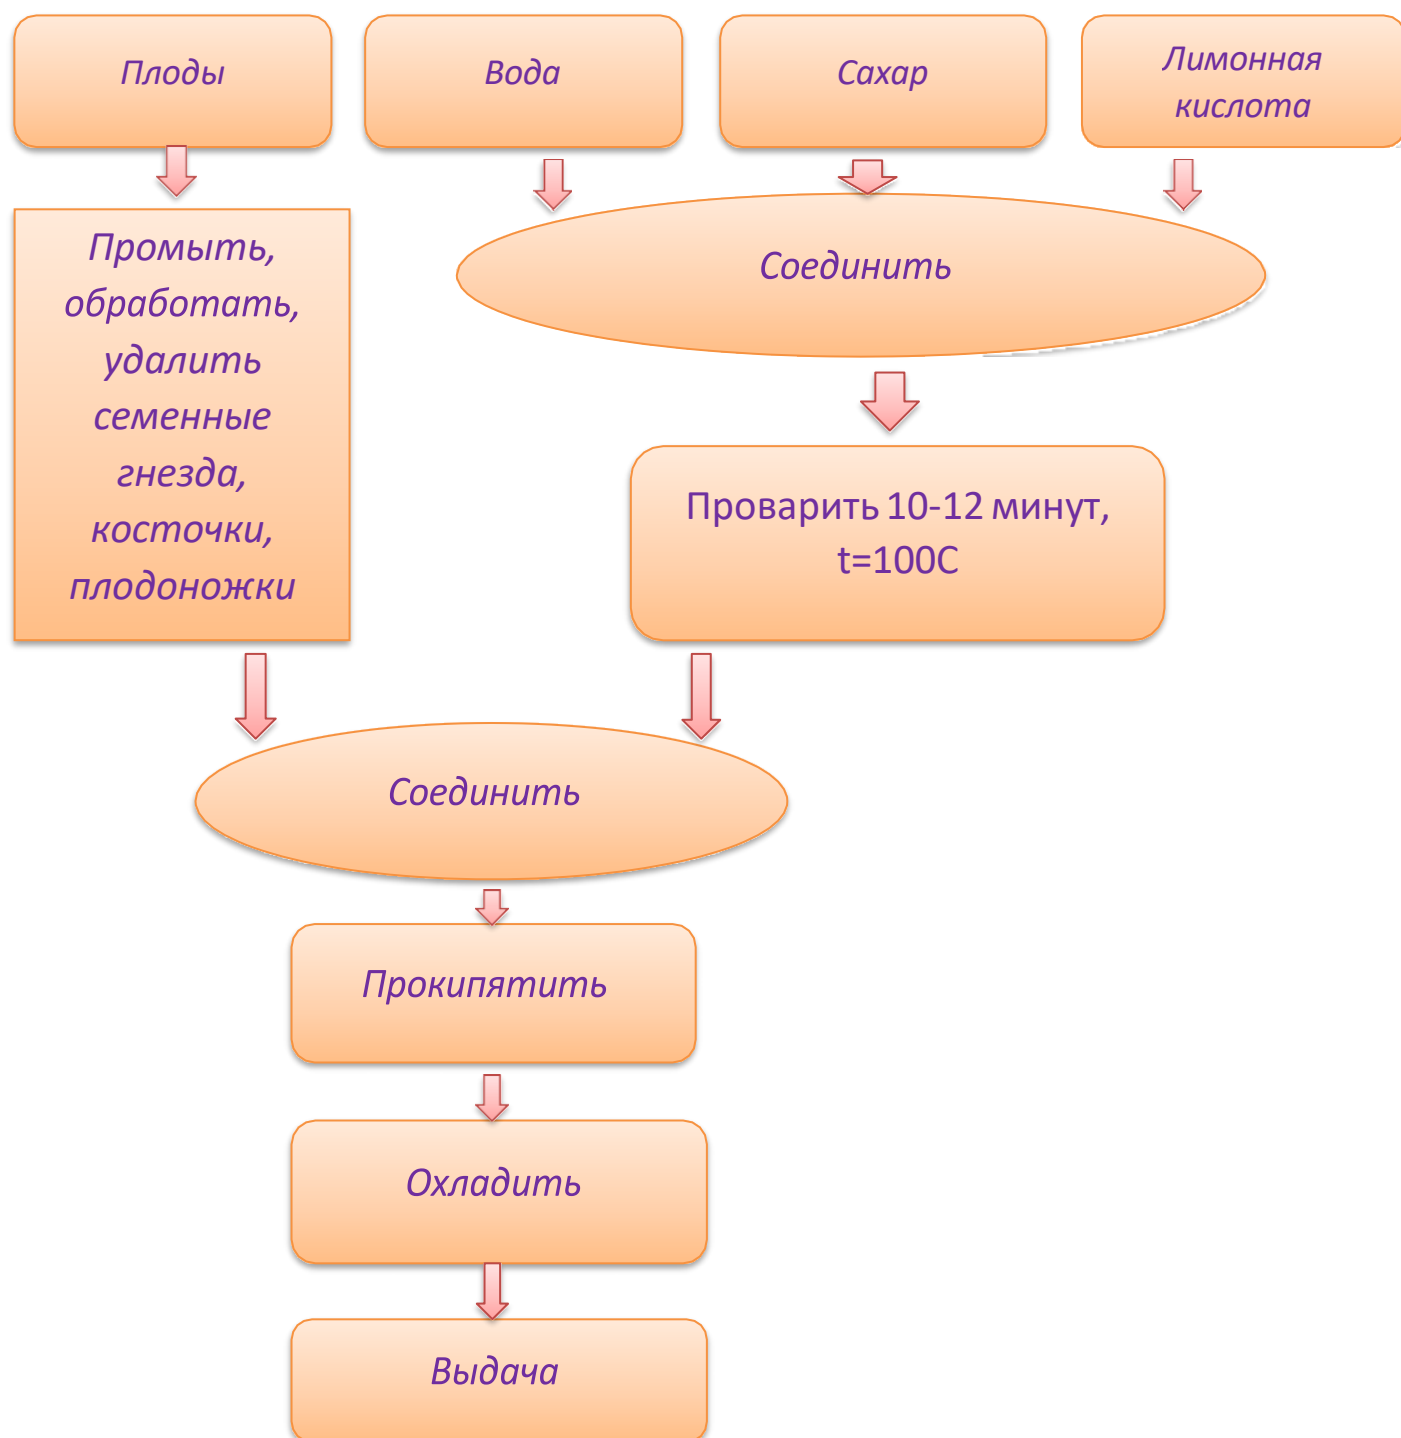 Плоды
Вода
Сахар
Лимонная
кислота
Промыть,
обработать,
удалить
семенные
гнезда,
косточки,
плодоножки
Соединить
Проварить 10-12 минут,
t=100С
Соединить
Прокипятить
Охладить
Выдача